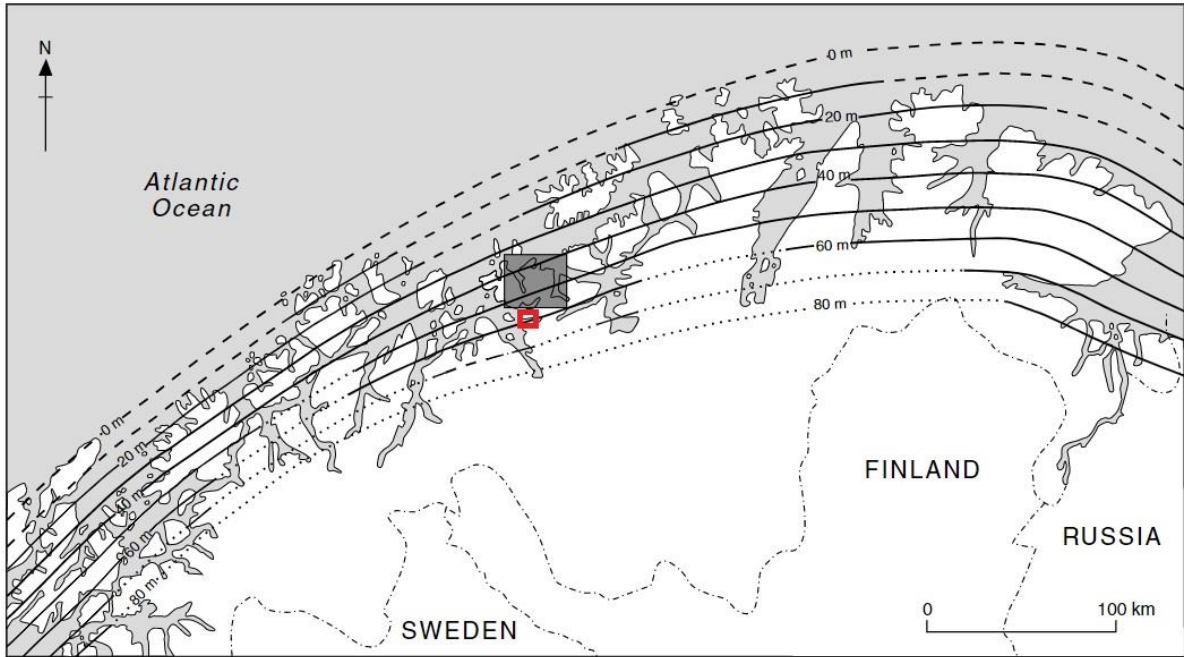 N
0 m
20 m
40 m
60 m
80 m
Atlantic
Ocean
0 m
20 m
40 m
60 m
80 m
FINLAND
RUSSIA
SWEDEN
0 100 km